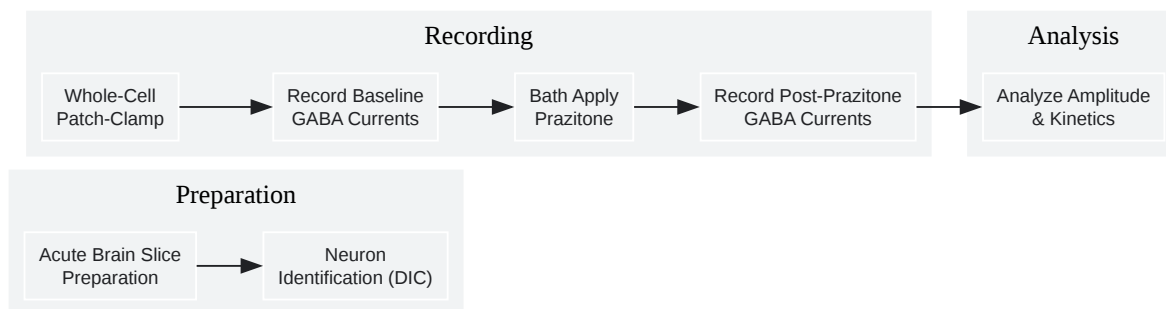 Recording
Whole-Cell
Patch-Clamp
Record Baseline
GABA Currents
Bath Apply
Prazitone
Record Post-Prazitone
GABA Currents
Analysis
Analyze Amplitude
& Kinetics
Preparation
Acute Brain Slice
Preparation
Neuron
Identification (DIC)